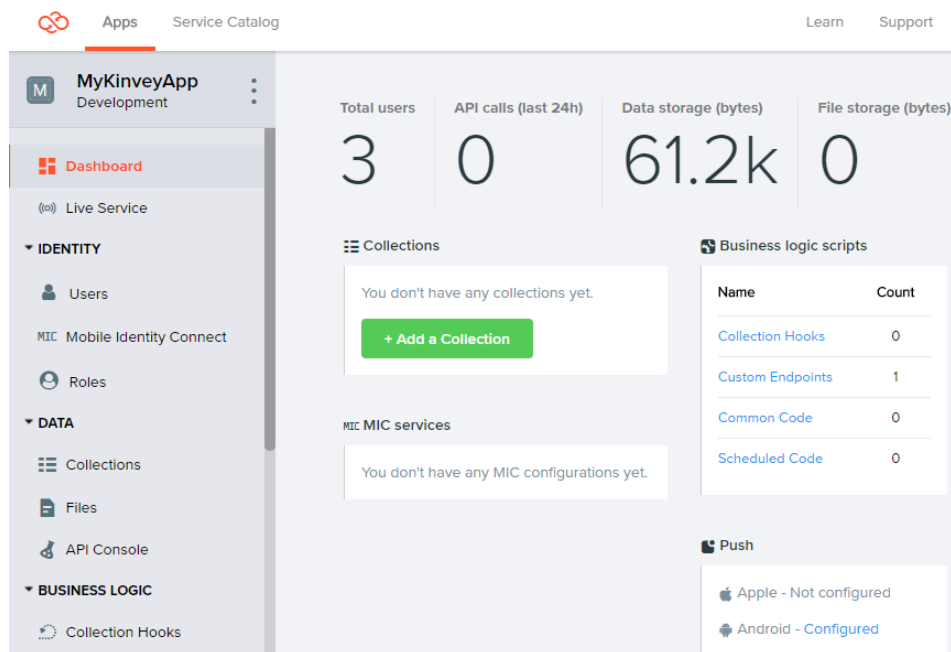 Apps Service Catalog Learn Support
M MyKinveyApp
Development
Dashboard
Live Service
IDENTITY
Users
MIC Mobile Identity Connect
Roles
DATA
Collections
Files
API Console
BUSINESS LOGIC
Collection Hooks
Total users API calls (last 24h) Data storage (bytes) File storage (bytes)
3 0 61.2k 0
Collections
You don't have any collections yet.
+ Add a Collection
MIC MIC services
You don't have any MIC configurations yet.
Business logic scripts
Name Count
Collection Hooks 0
Custom Endpoints 1
Common Code 0
Scheduled Code 0
Push
Apple - Not configured
Android - Configured